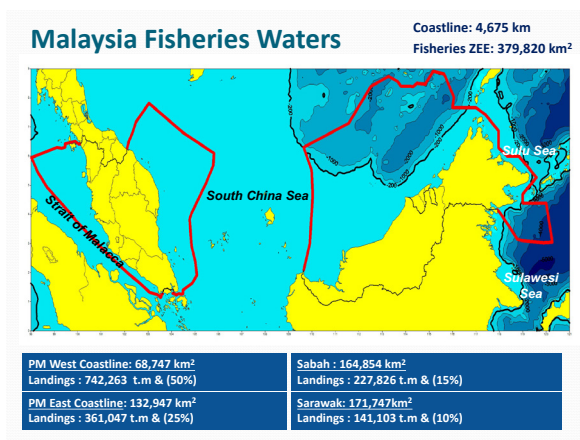 Malaysia Fisheries Waters
Coastline: 4,675 km
Fisheries ZEE: 379,820 km²
Sulu Sea
South China Sea
Strait of Malacca
Sulawesi
Sea
PM West Coastline: 68,747 km²
Landings : 742,263 t.m & (50%)
Sabah : 164,854 km²
Landings : 227,826 t.m & (15%)
PM East Coastline: 132,947 km²
Landings : 361,047 t.m & (25%)
Sarawak: 171,747km²
Landings : 141,103 t.m & (10%)